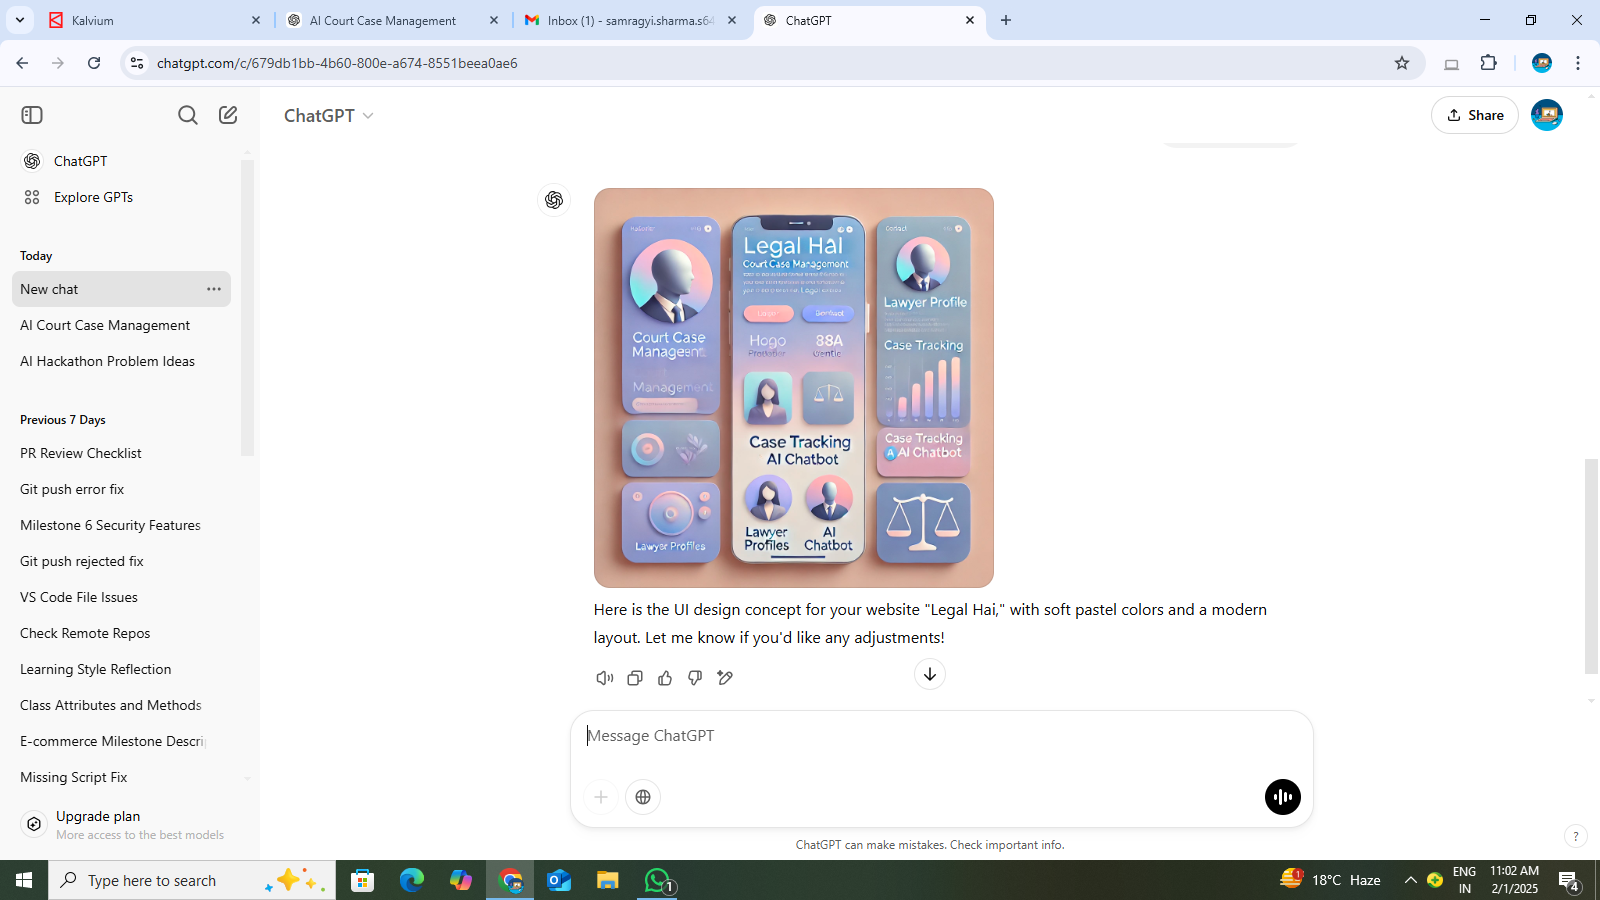 Kalvium
AI Court Case Management
Inbox (1) - samragyi.sharma.s64
ChatGPT
chatgpt.com/c/679db1bb-4b60-800e-a674-8551beea0ae6
ChatGPT
Share
ChatGPT
Explore GPTs
Today
New chat
AI Court Case Management
AI Hackathon Problem Ideas
Previous 7 Days
PR Review Checklist
Git push error fix
Milestone 6 Security Features
Git push rejected fix
VS Code File Issues
Check Remote Repos
Learning Style Reflection
Class Attributes and Methods
E-commerce Milestone Descri
Missing Script Fix
Upgrade plan
More access to the best models
Court Case
Management
Lawyer Profiles
Legal Hai
Court Case Management
Hogo
88A
Case Tracking
AI Chatbot
Lawyer
Profiles
AI
Chatbot
Lawyer Profile
Case Tracking
Case Tracking
A AI Chatbot
Here is the UI design concept for your website "Legal Hai," with soft pastel colors and a modern
layout. Let me know if you'd like any adjustments!
Message ChatGPT
ChatGPT can make mistakes. Check important info.
?
Type here to search
1
1
18°C Haze
ENG
IN
11:02 AM
2/1/2025
4